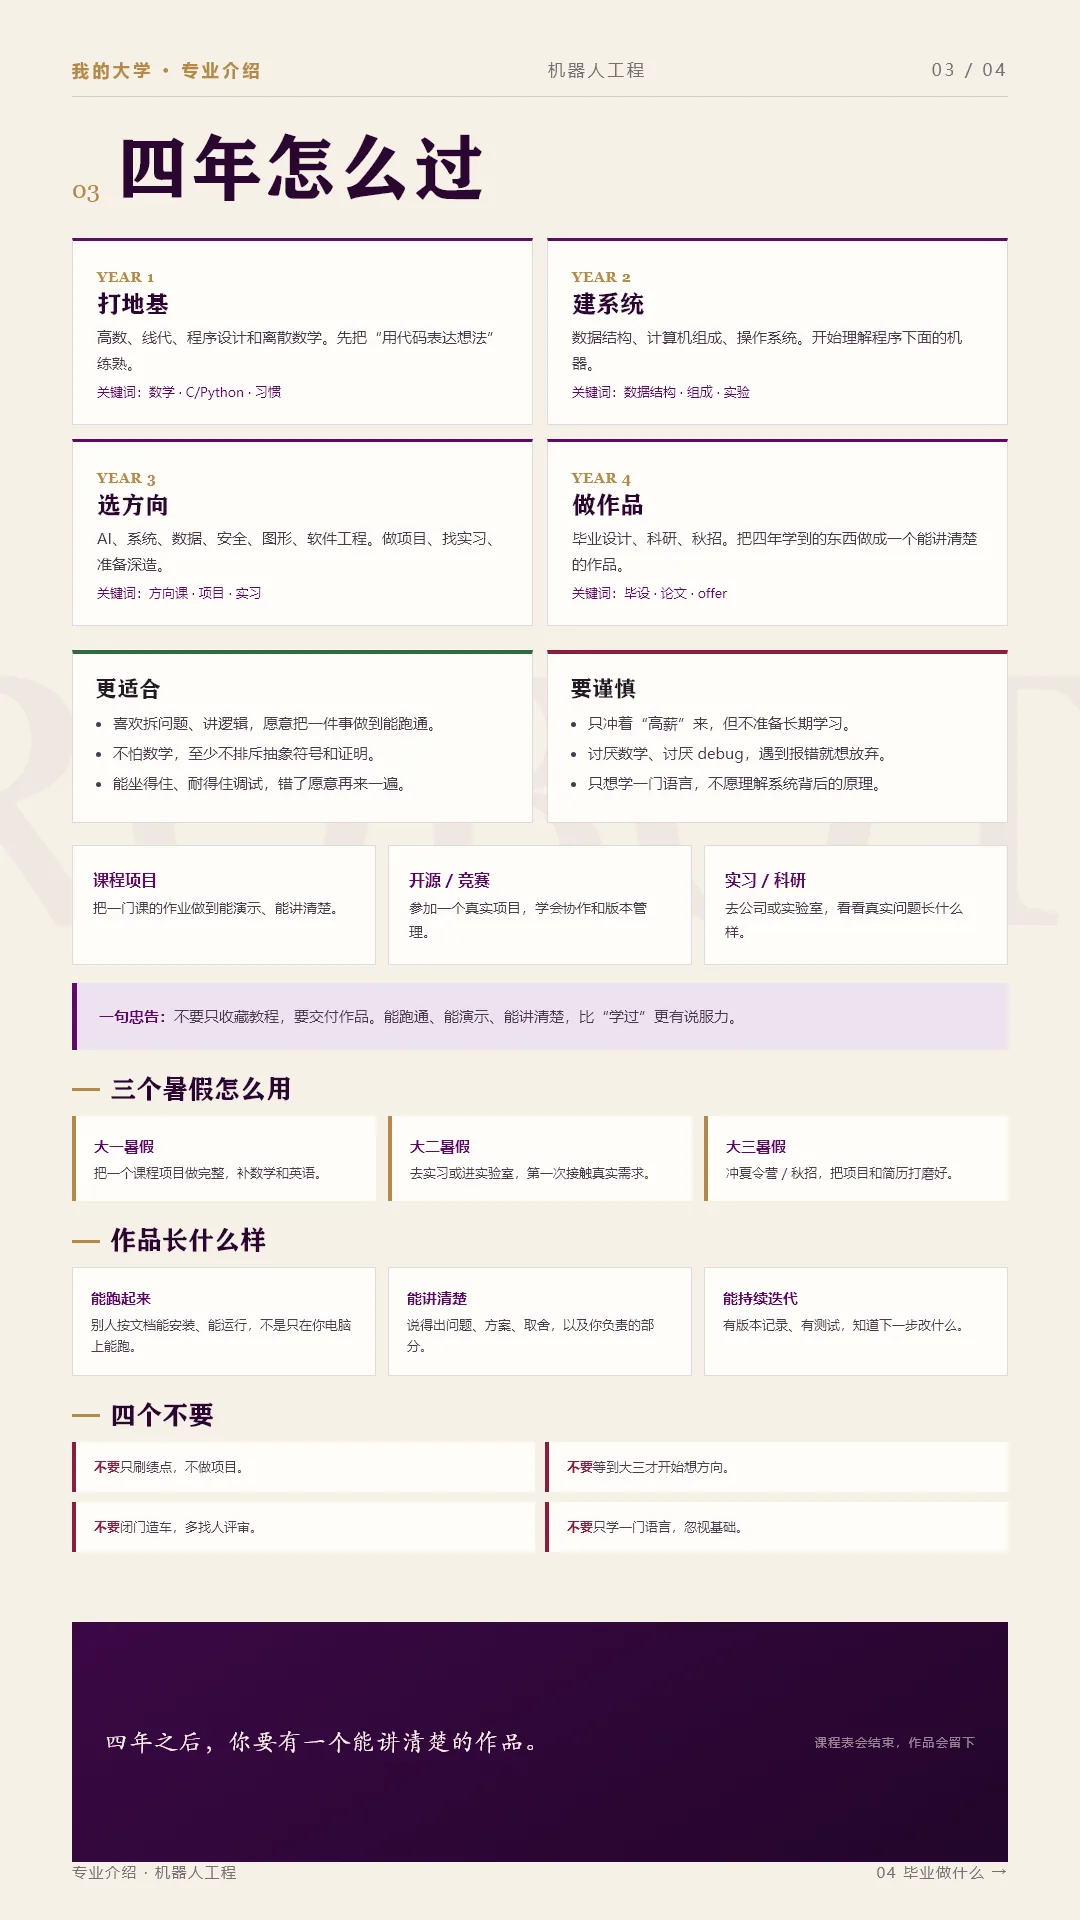 我的大学 · 专业介绍
机器人工程
03 / 04
03 四年怎么过
YEAR 1
打地基
高数、线代、程序设计和离散数学。先把“用代码表达想法”
练熟。
关键词：数学 · C/Python · 习惯
YEAR 2
建系统
数据结构、计算机组成、操作系统。开始理解程序下面的机
器。
关键词：数据结构 · 组成 · 实验
YEAR 3
选方向
AI、系统、数据、安全、图形、软件工程。做项目、找实习、
准备深造。
关键词：方向课 · 项目 · 实习
YEAR 4
做作品
毕业设计、科研、秋招。把四年学到的东西做成一个能讲清楚
的作品。
关键词：毕设 · 论文 · offer
更适合
• 喜欢拆问题、讲逻辑，愿意把一件事做到能跑通。
• 不怕数学，至少不排斥抽象符号和证明。
• 能坐得住、耐得住调试，错了愿意再来一遍。
要谨慎
• 只冲着“高薪”来，但不准备长期学习。
• 讨厌数学、讨厌 debug，遇到报错就想放弃。
• 只想学一门语言，不愿理解系统背后的原理。
课程项目
把一门课的作业做到能演示、能讲清楚。
开源 / 竞赛
参加一个真实项目，学会协作和版本管
理。
实习 / 科研
去公司或实验室，看看真实问题长什么
样。
一句忠告：不要只收藏教程，要交付作品。能跑通、能演示、能讲清楚，比“学过”更有说服力。
三个暑假怎么用
大一暑假
把一个课程项目做完整，补数学和英语。
大二暑假
去实习或进实验室，第一次接触真实需求。
大三暑假
冲夏令营 / 秋招，把项目和简历打磨好。
作品长什么样
能跑起来
别人按文档能安装、能运行，不是只在你电脑
上能跑。
能讲清楚
说得出问题、方案、取舍，以及你负责的部
分。
能持续迭代
有版本记录、有测试，知道下一步改什么。
四个不要
不要只刷绩点，不做项目。
不要等到大三才开始想方向。
不要闭门造车，多找人评审。
不要只学一门语言，忽视基础。
四年之后，你要有一个能讲清楚的作品。
课程表会结束，作品会留下
专业介绍 · 机器人工程
04 毕业做什么 →